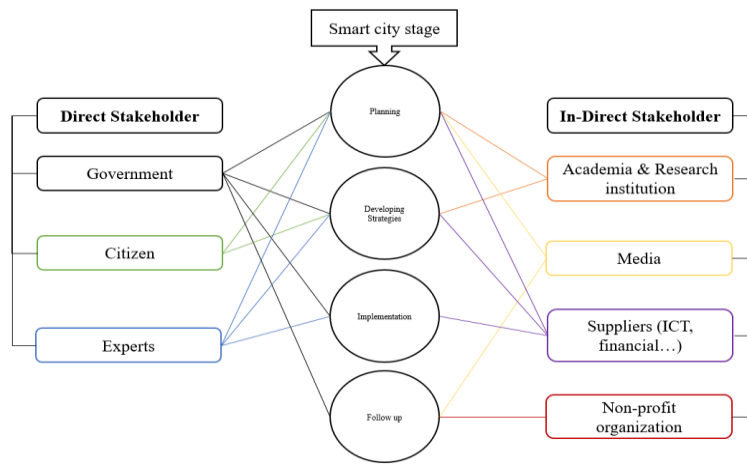 Smart city stage
Direct Stakeholder
Government
Citizen
Experts
Planning
Developing
Strategies
Implementation
Follow up
In-Direct Stakeholder
Academia & Research
institution
Media
Suppliers (ICT,
financial…)
Non-profit
organization